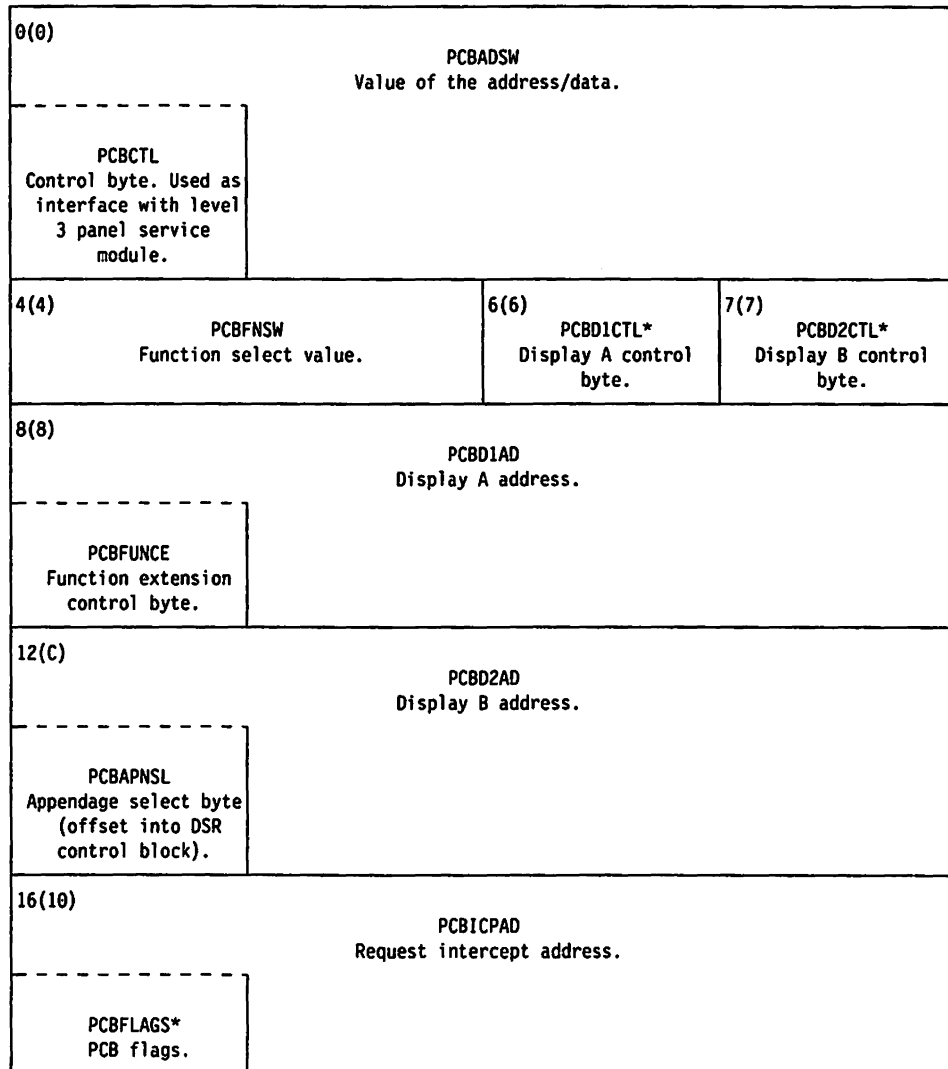 0(0)
PCBADSW
Value of the address/data.
PCBCTL
Control byte. Used as
interface with level
3 panel service
module.
4(4)
PCBFNSW
Function select value.
6(6)
PCBD1CTL*
Display A control
byte.
7(7)
PCBD2CTL*
Display B control
byte.
8(8)
PCBD1AD
Display A address.
PCBFUNCE
Function extension
control byte.
12(C)
PCBD2AD
Display B address.
PCBAPNSL
Appendage select byte
(offset into DSR
control block).
16(10)
PCBICPAD
Request intercept address.
PCBFLAGS*
PCB flags.